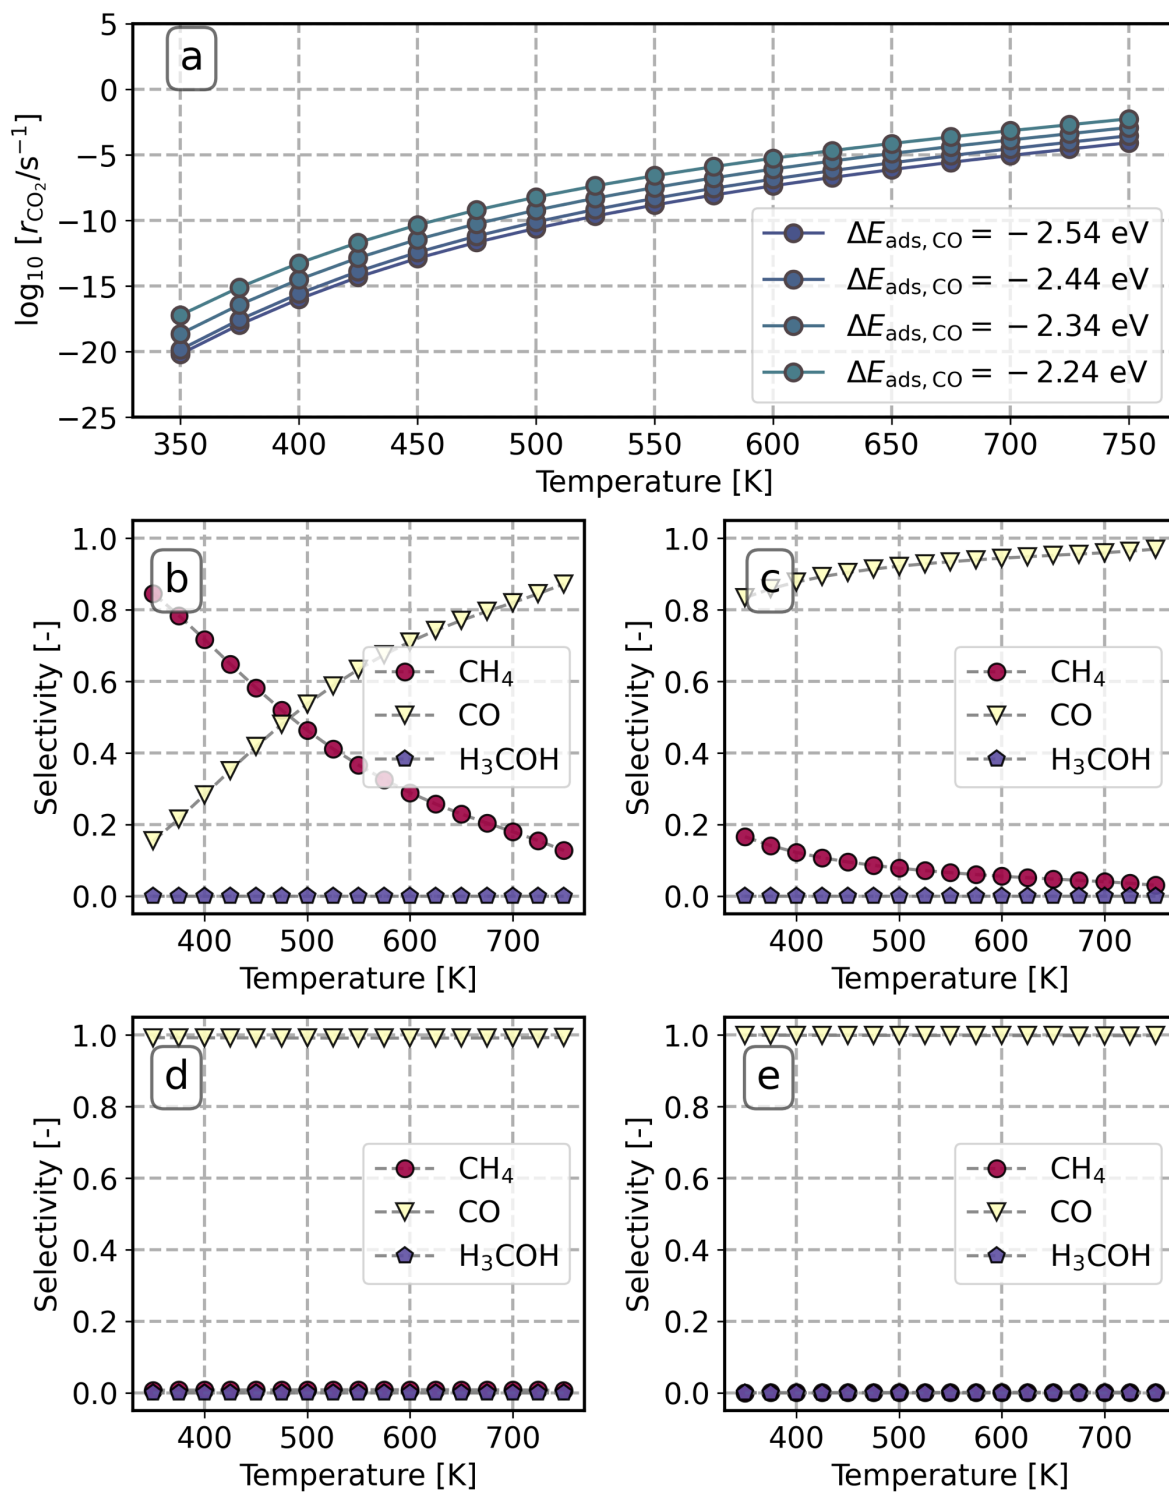 a
5
0
−5
−10
−15
−20
−25
log₁₀ [r_CO₂/s⁻¹]
ΔE_ads, CO = −2.54 eV
ΔE_ads, CO = −2.44 eV
ΔE_ads, CO = −2.34 eV
ΔE_ads, CO = −2.24 eV
350 400 450 500 550 600 650 700 750
Temperature [K]
b
1.0
0.8
0.6
0.4
0.2
0.0
Selectivity [-]
CH₄
CO
H₃COH
400 500 600 700
Temperature [K]
c
1.0
0.8
0.6
0.4
0.2
0.0
Selectivity [-]
CH₄
CO
H₃COH
400 500 600 700
Temperature [K]
d
1.0
0.8
0.6
0.4
0.2
0.0
Selectivity [-]
CH₄
CO
H₃COH
400 500 600 700
Temperature [K]
e
1.0
0.8
0.6
0.4
0.2
0.0
Selectivity [-]
CH₄
CO
H₃COH
400 500 600 700
Temperature [K]